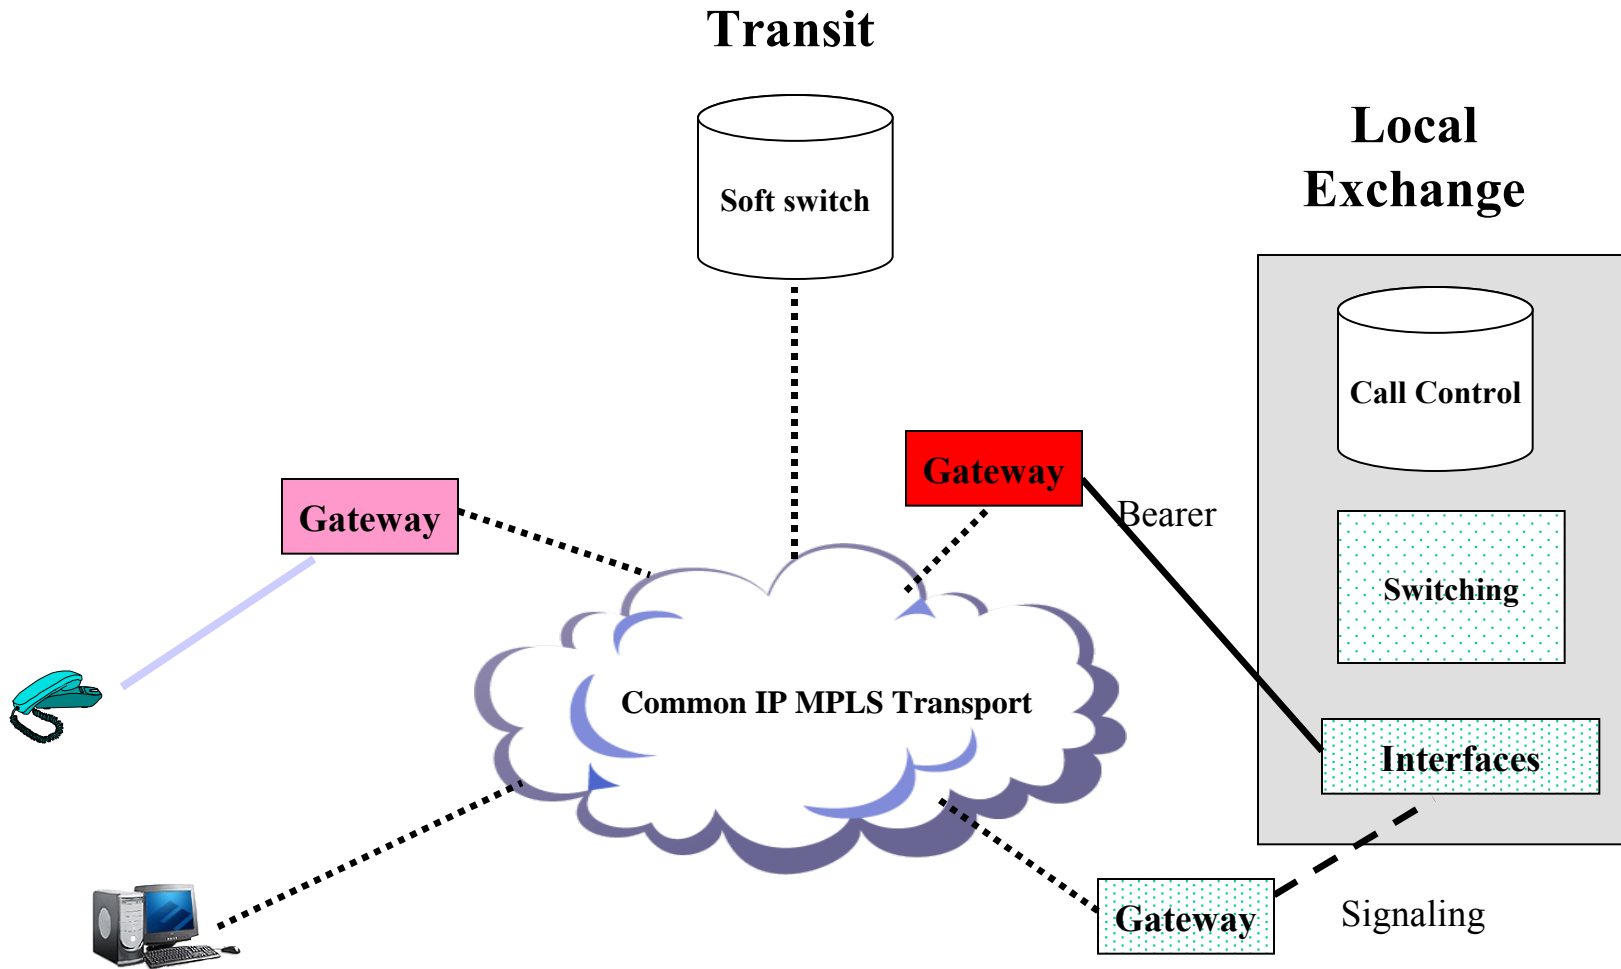 Transit
Local
Exchange
Soft switch
Call Control
Gateway
Gateway
Bearer
Switching
Common IP MPLS Transport
Interfaces
Gateway
Signaling